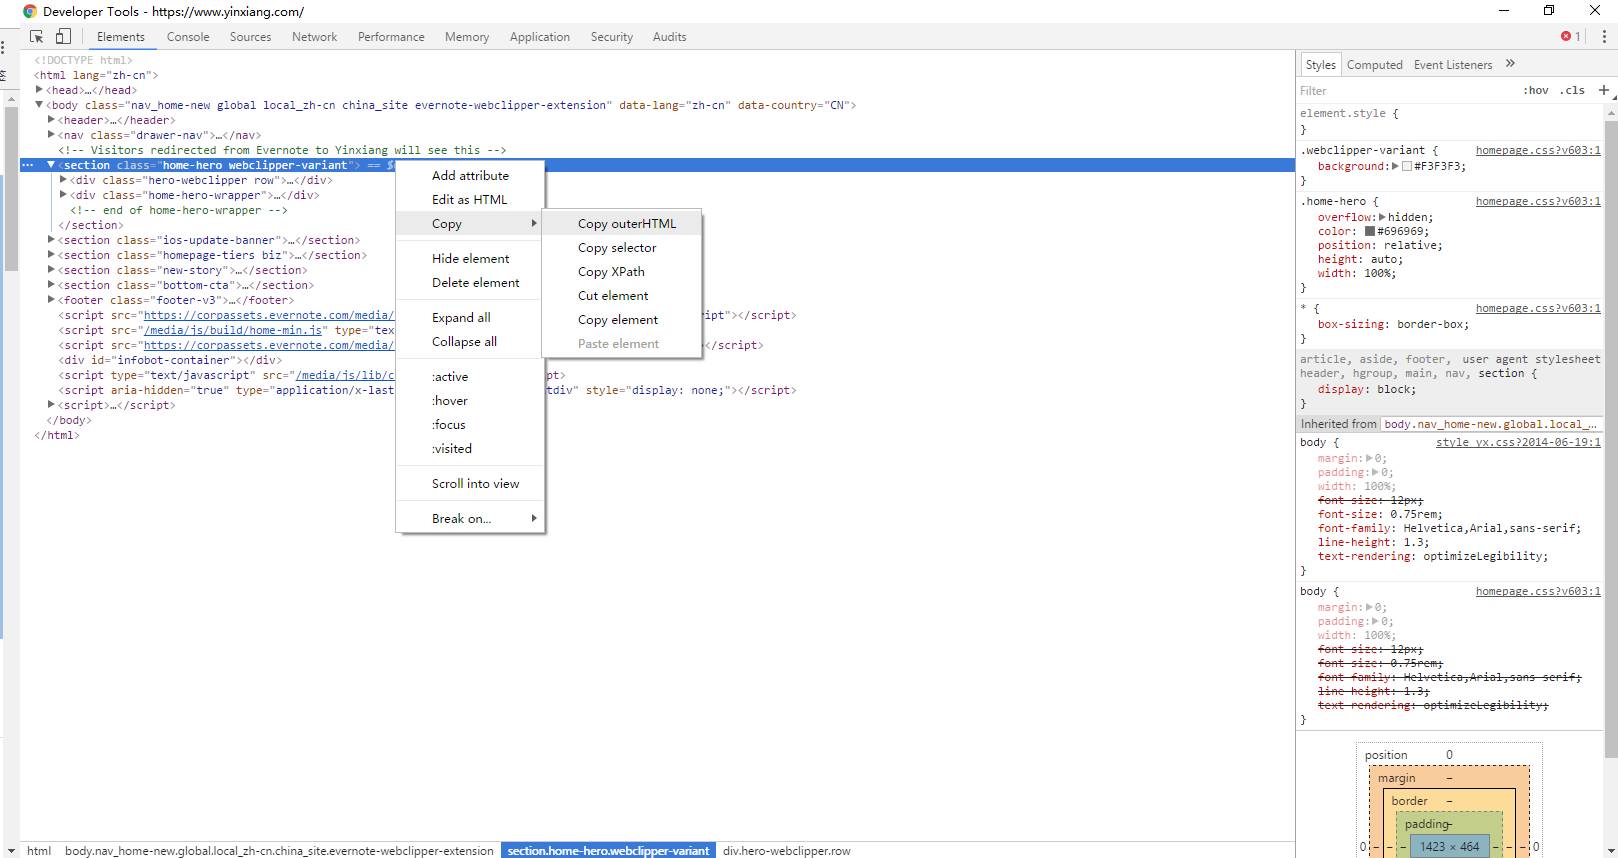 Developer Tools - https://www.yinxiang.com/
Elements Console Sources Network Performance Memory Application Security Audits 1
<!DOCTYPE html>
<html lang="zh-cn">
<head>…</head>
<body class="nav_home-new global local_zh-cn china_site evernote-webclipper-extension" data-lang="zh-cn" data-country="CN">
<header>…</header>
<nav class="drawer-nav">…</nav>
<!-- Visitors redirected from Evernote to Yinxiang will see this -->
<section class="home-hero webclipper-variant"> == $
<div class="hero-webclipper row">…</div>
<div class="home-hero-wrapper">…</div>
<!-- end of home-hero-wrapper -->
</section>
<section class="ios-update-banner">…</section>
<section class="homepage-tiers biz">…</section>
<section class="new-story">…</section>
<section class="bottom-cta">…</section>
<footer class="footer-v3">…</footer>
<script src="https://corpassets.evernote.com/media/ ript"></script>
<script src="/media/js/build/home-min.js" type="tex
<script src="https://corpassets.evernote.com/media/ </script>
<div id="infobot-container"></div>
<script type="text/javascript" src="/media/js/lib/c pt>
<script aria-hidden="true" type="application/x-last tdiv" style="display: none;"></script>
<script>…</script>
</body>
</html>
Add attribute
Edit as HTML
Copy
Hide element
Delete element
Expand all
Collapse all
:active
:hover
:focus
:visited
Scroll into view
Break on...
Copy outerHTML
Copy selector
Copy XPath
Cut element
Copy element
Paste element
Styles Computed Event Listeners »
Filter :hov .cls +
element.style {
}
.webclipper-variant { homepage.css?v603:1
background: #F3F3F3;
}
.home-hero { homepage.css?v603:1
overflow: hidden;
color: #696969;
position: relative;
height: auto;
width: 100%;
}
* { homepage.css?v603:1
box-sizing: border-box;
}
article, aside, footer, user agent stylesheet
header, hgroup, main, nav, section {
display: block;
}
Inherited from body.nav_home-new.global.local_…
body { style_yx.css?2014-06-19:1
margin: 0;
padding: 0;
width: 100%;
font-size: 12px;
font-size: 0.75rem;
font-family: Helvetica,Arial,sans-serif;
line-height: 1.3;
text-rendering: optimizeLegibility;
}
body { homepage.css?v603:1
margin: 0;
padding: 0;
width: 100%;
font-size: 12px;
font-size: 0.75rem;
font-family: Helvetica,Arial,sans-serif;
line-height: 1.3;
text-rendering: optimizeLegibility;
}
position 0
margin –
border –
padding –
0 – – – 1423 × 464 – – – 0
html body.nav_home-new.global.local_zh-cn.china_site.evernote-webclipper-extension section.home-hero.webclipper-variant div.hero-webclipper.row